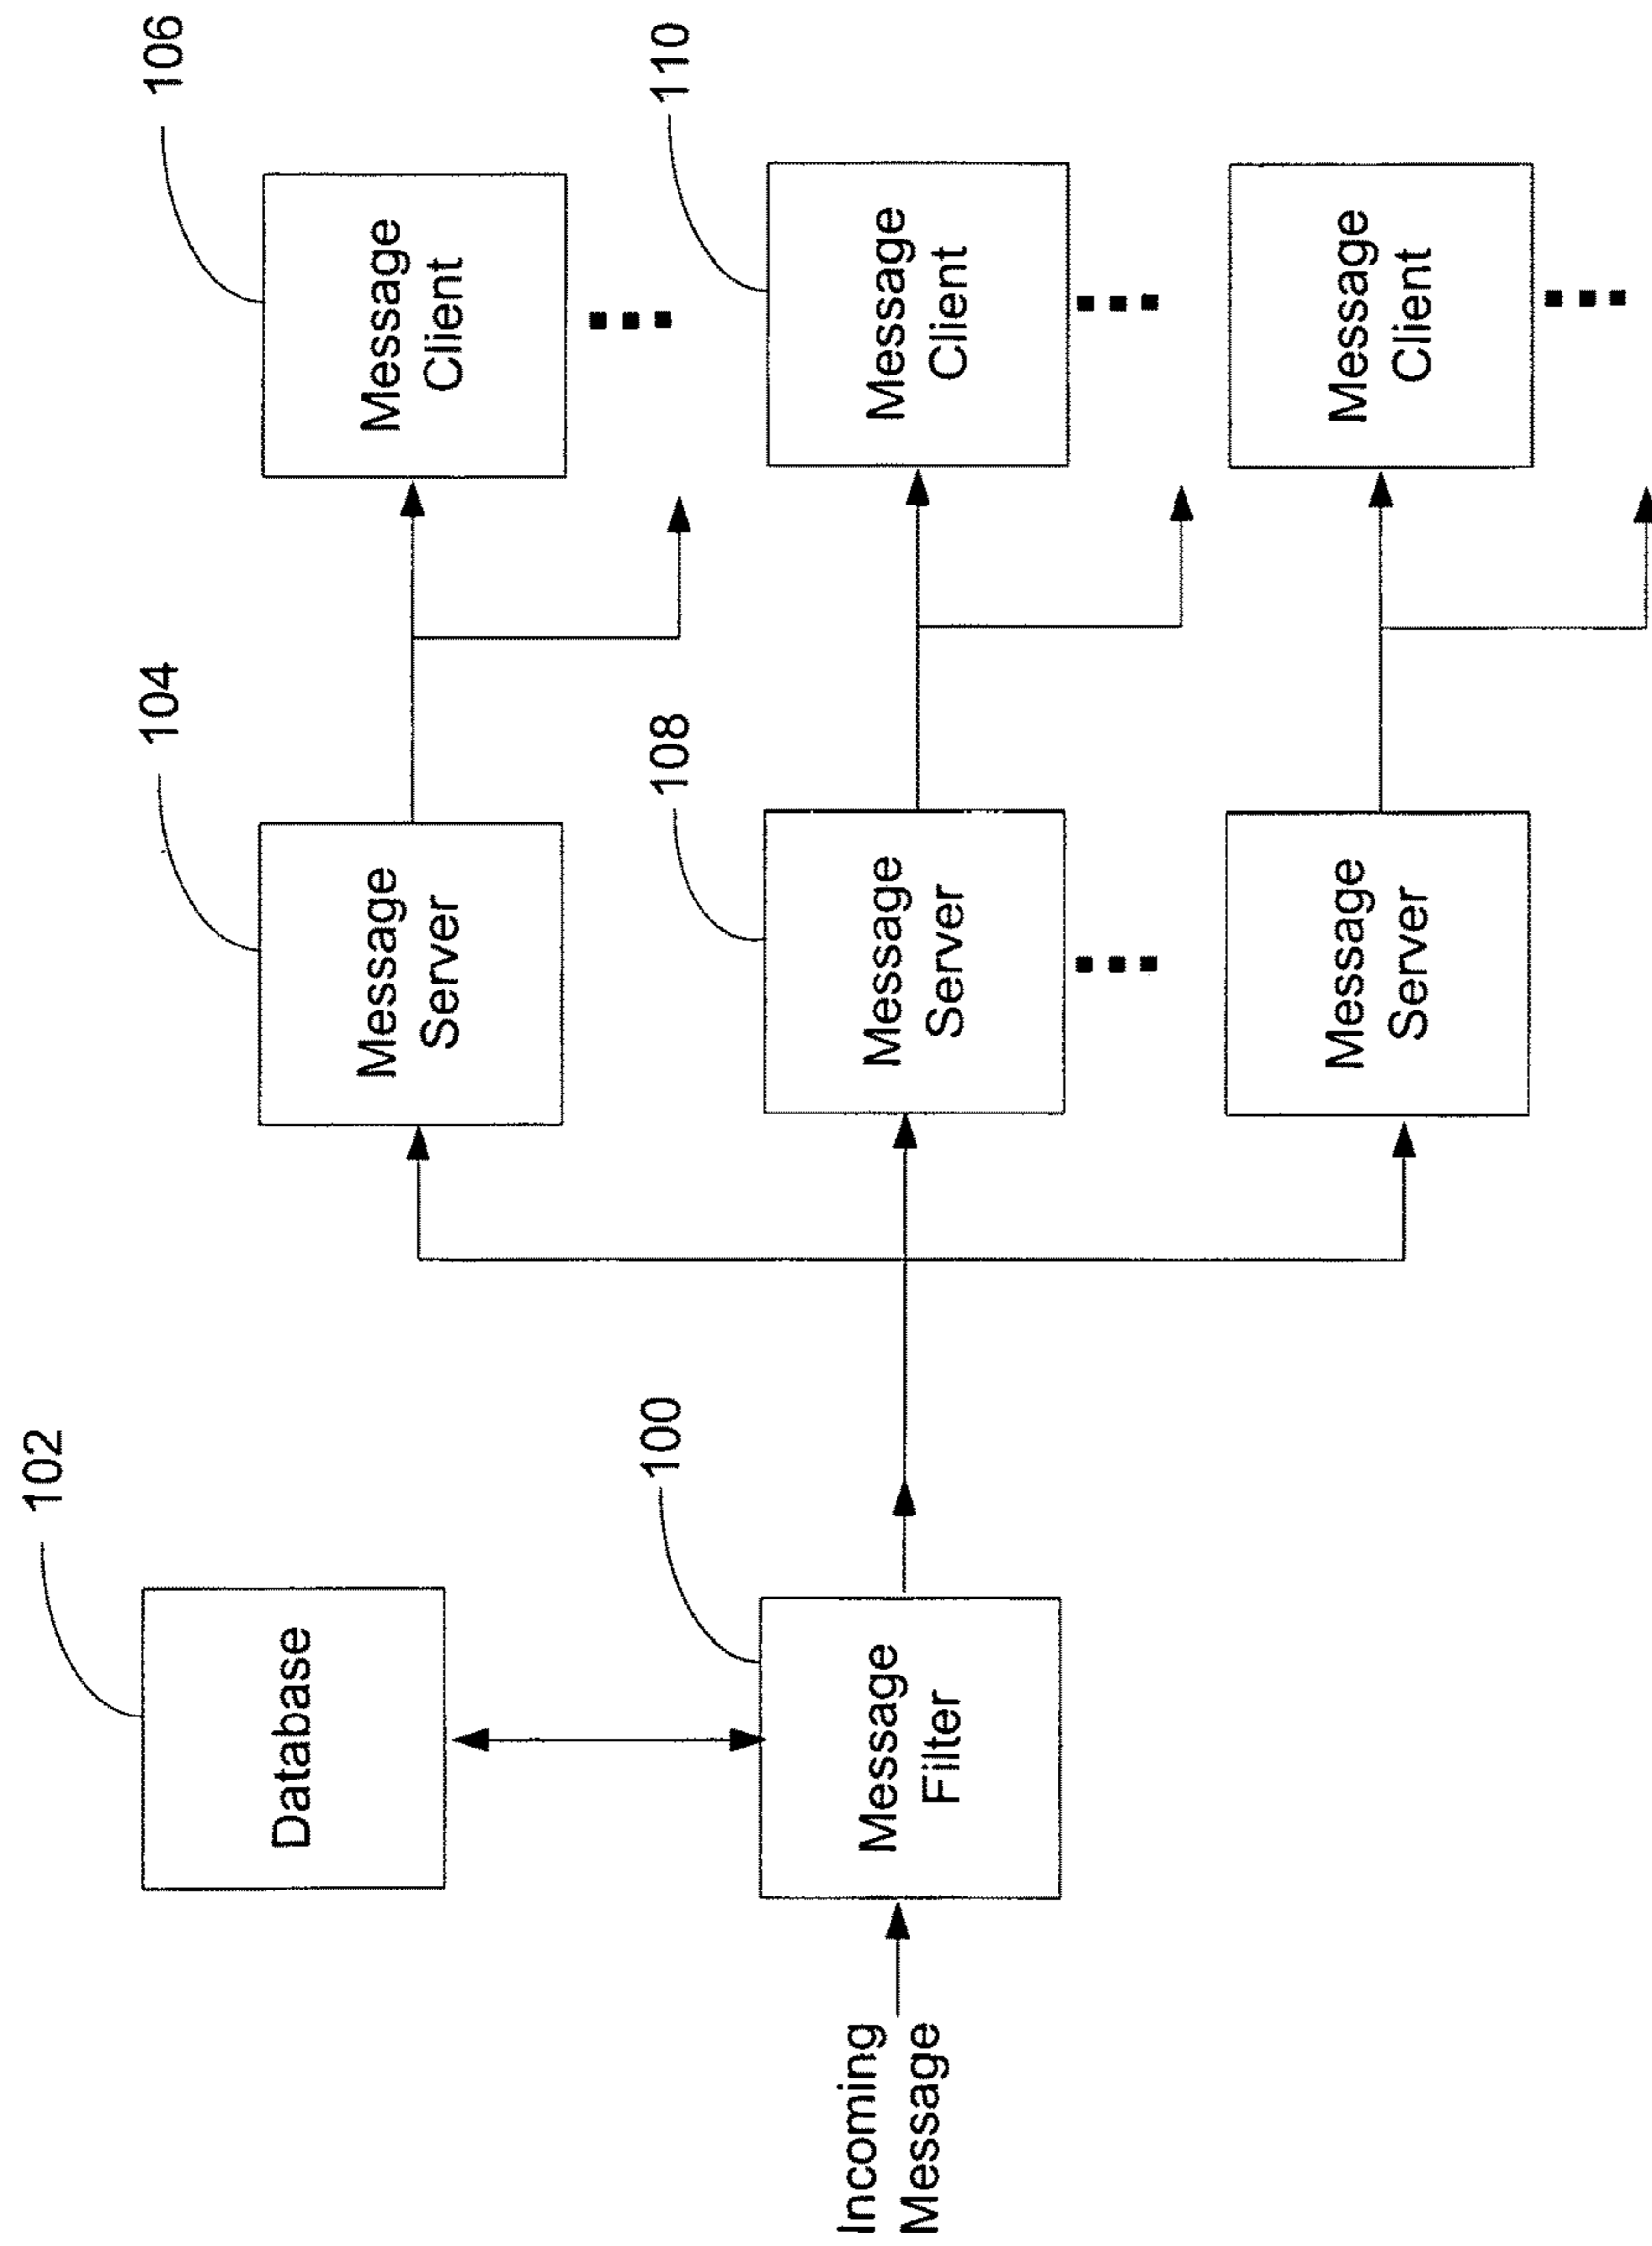 102
Database
100
Message
Filter
Incoming
Message
104
Message
Server
108
Message
Server
Message
Server
106
Message
Client
110
Message
Client
Message
Client